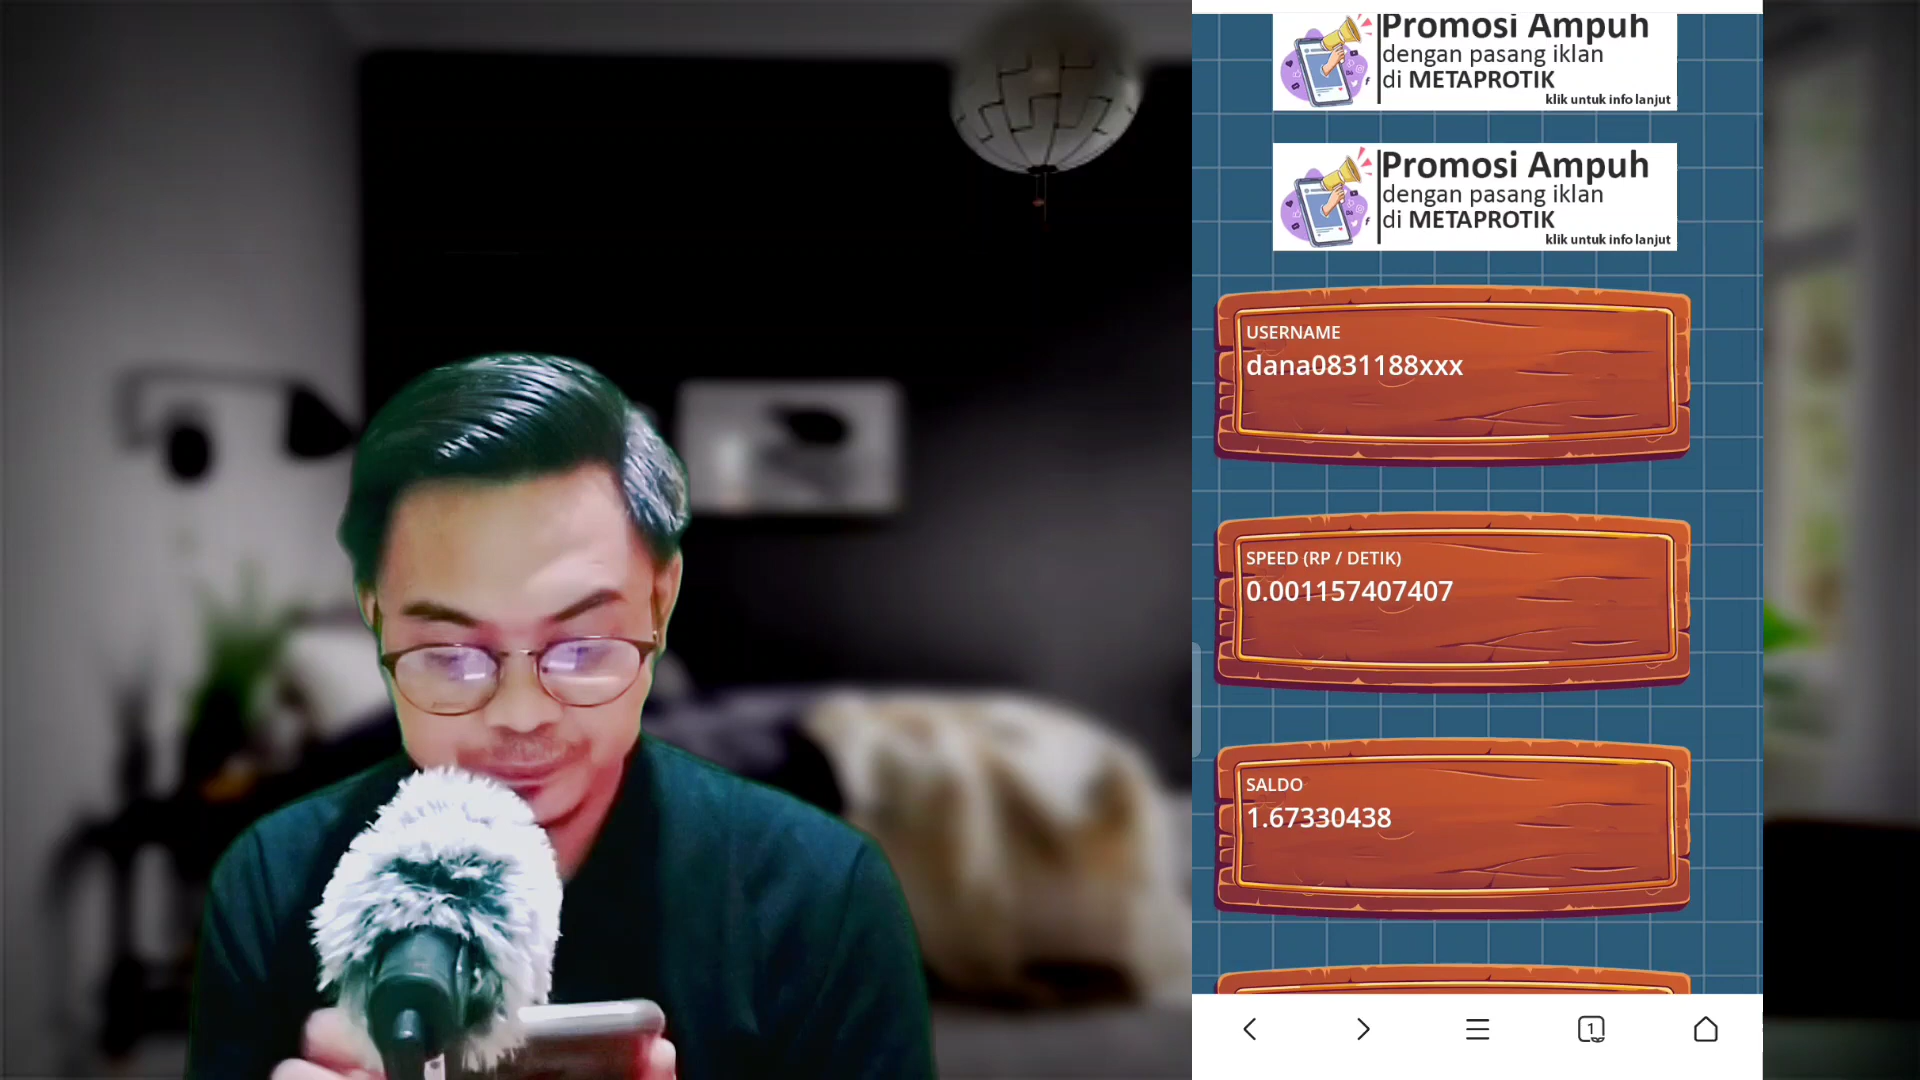 Promosi Ampuh
dengan pasang iklan
di METAPROTIK
klik untuk info lanjut
Promosi Ampuh
dengan pasang iklan
di METAPROTIK
klik untuk info lanjut
USERNAME
dana0831188xxx
SPEED (RP / DETIK)
0.001157407407
SALDO
1.67330438
1